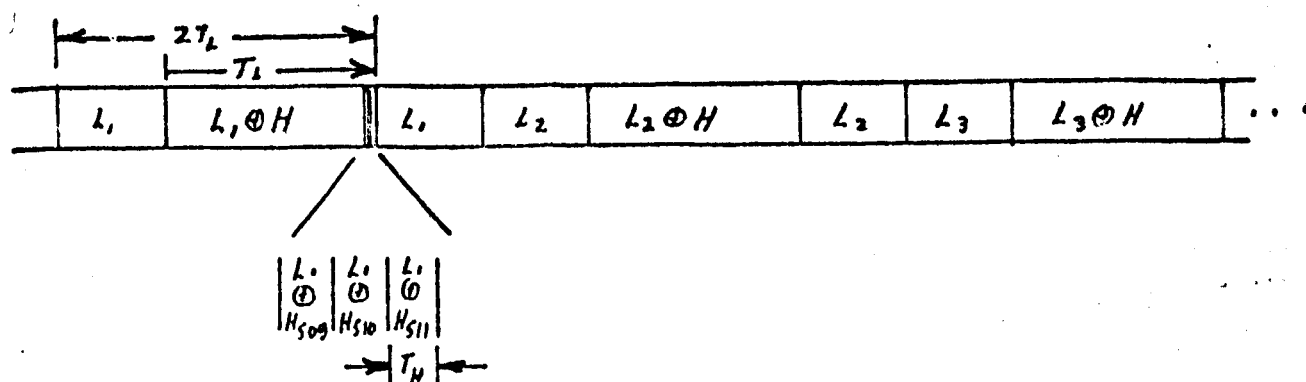 2T_L
T_L
L₁ L₁⊕H L₁ L₂ L₂⊕H L₂ L₃ L₃⊕H ...
L₁ L₁ L₁
⊕ ⊕ ⊕
H₅₀₉ H₅₁₀ H₅₁₁
T_H